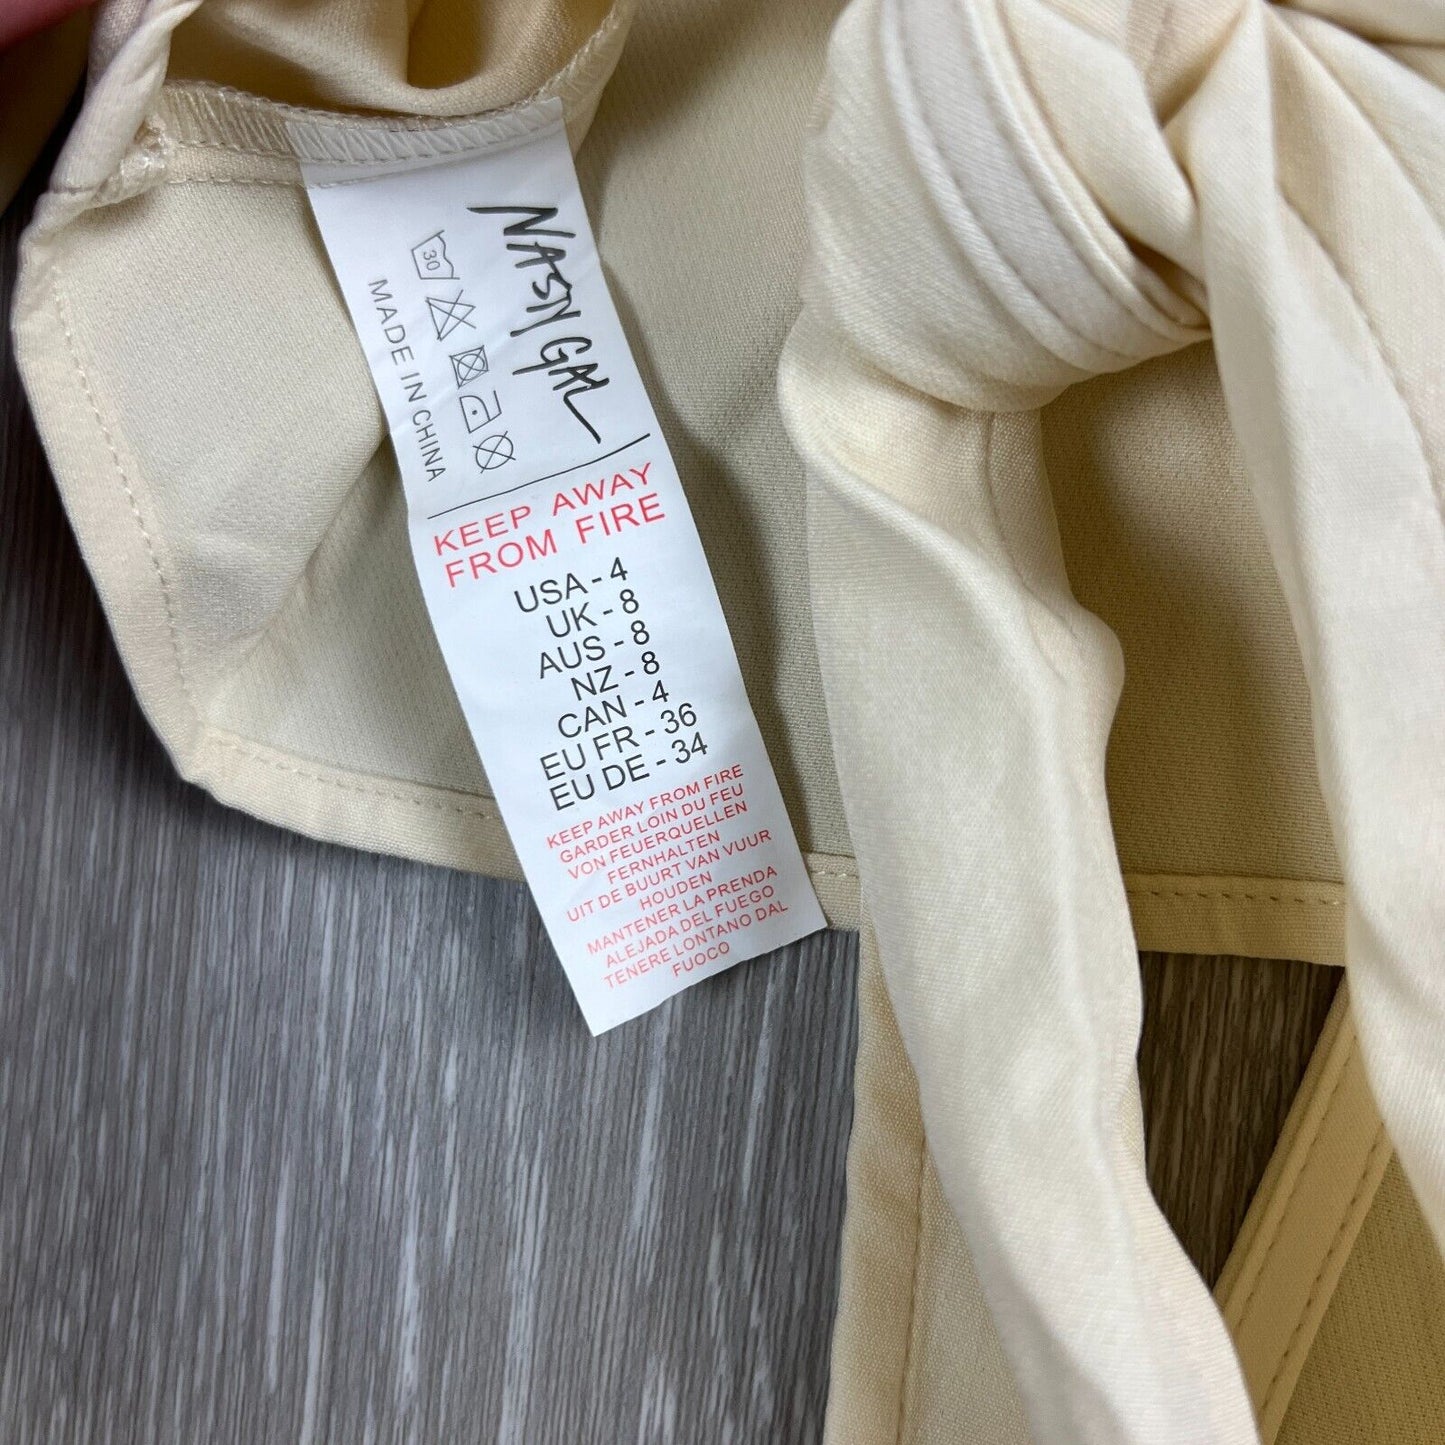 NASTY GAL
30
MADE IN CHINA
KEEP AWAY
FROM FIRE
USA - 4
UK - 8
AUS - 8
NZ - 8
CAN - 4
EU FR - 36
EU DE - 34
KEEP AWAY FROM FIRE
GARDER LOIN DU FEU
VON FEUERQUELLEN
FERNHALTEN
UIT DE BUURT VAN VUUR
HOUDEN
MANTENER LA PRENDA
ALEJADA DEL FUEGO
TENERE LONTANO DAL
FUOCO